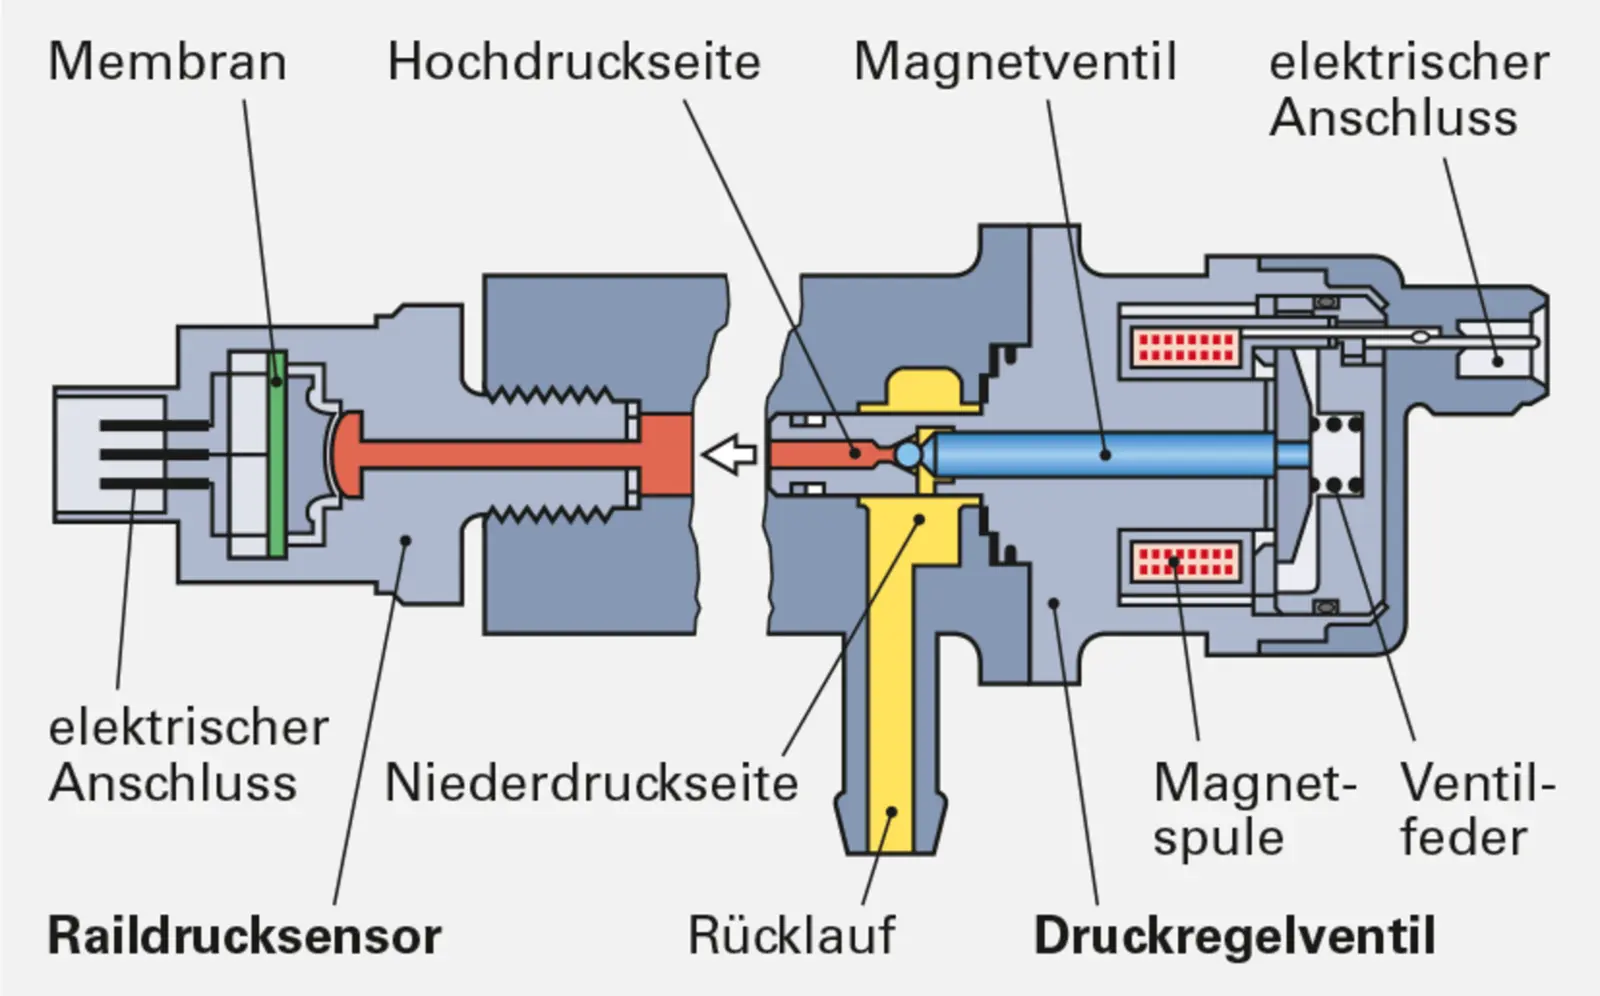 Membran
Hochdruckseite
Magnetventil
elektrischer
Anschluss
elektrischer
Anschluss
Niederdruckseite
Magnet-
spule
Ventil-
feder
Raildrucksensor
Rücklauf
Druckregelventil